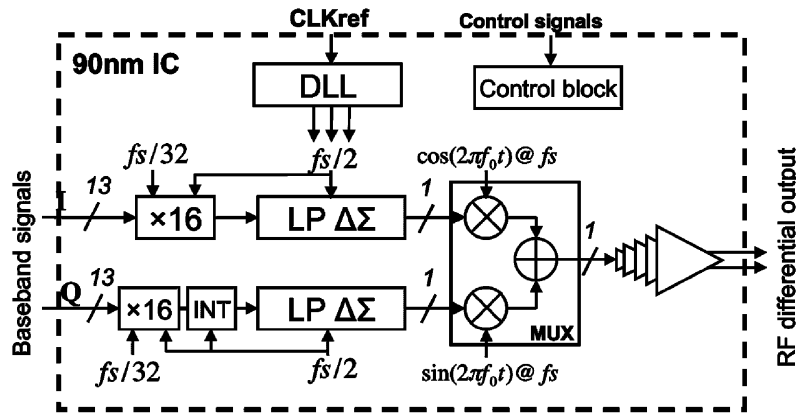 CLKref
Control signals
90nm IC
DLL
Control block
fs/32
fs/2
cos(2πf₀t)@ fs
Baseband signals
I
13
×16
LP ΔΣ
1
1
RF differential output
Q
13
×16
INT
LP ΔΣ
1
MUX
fs/32
fs/2
sin(2πf₀t)@ fs